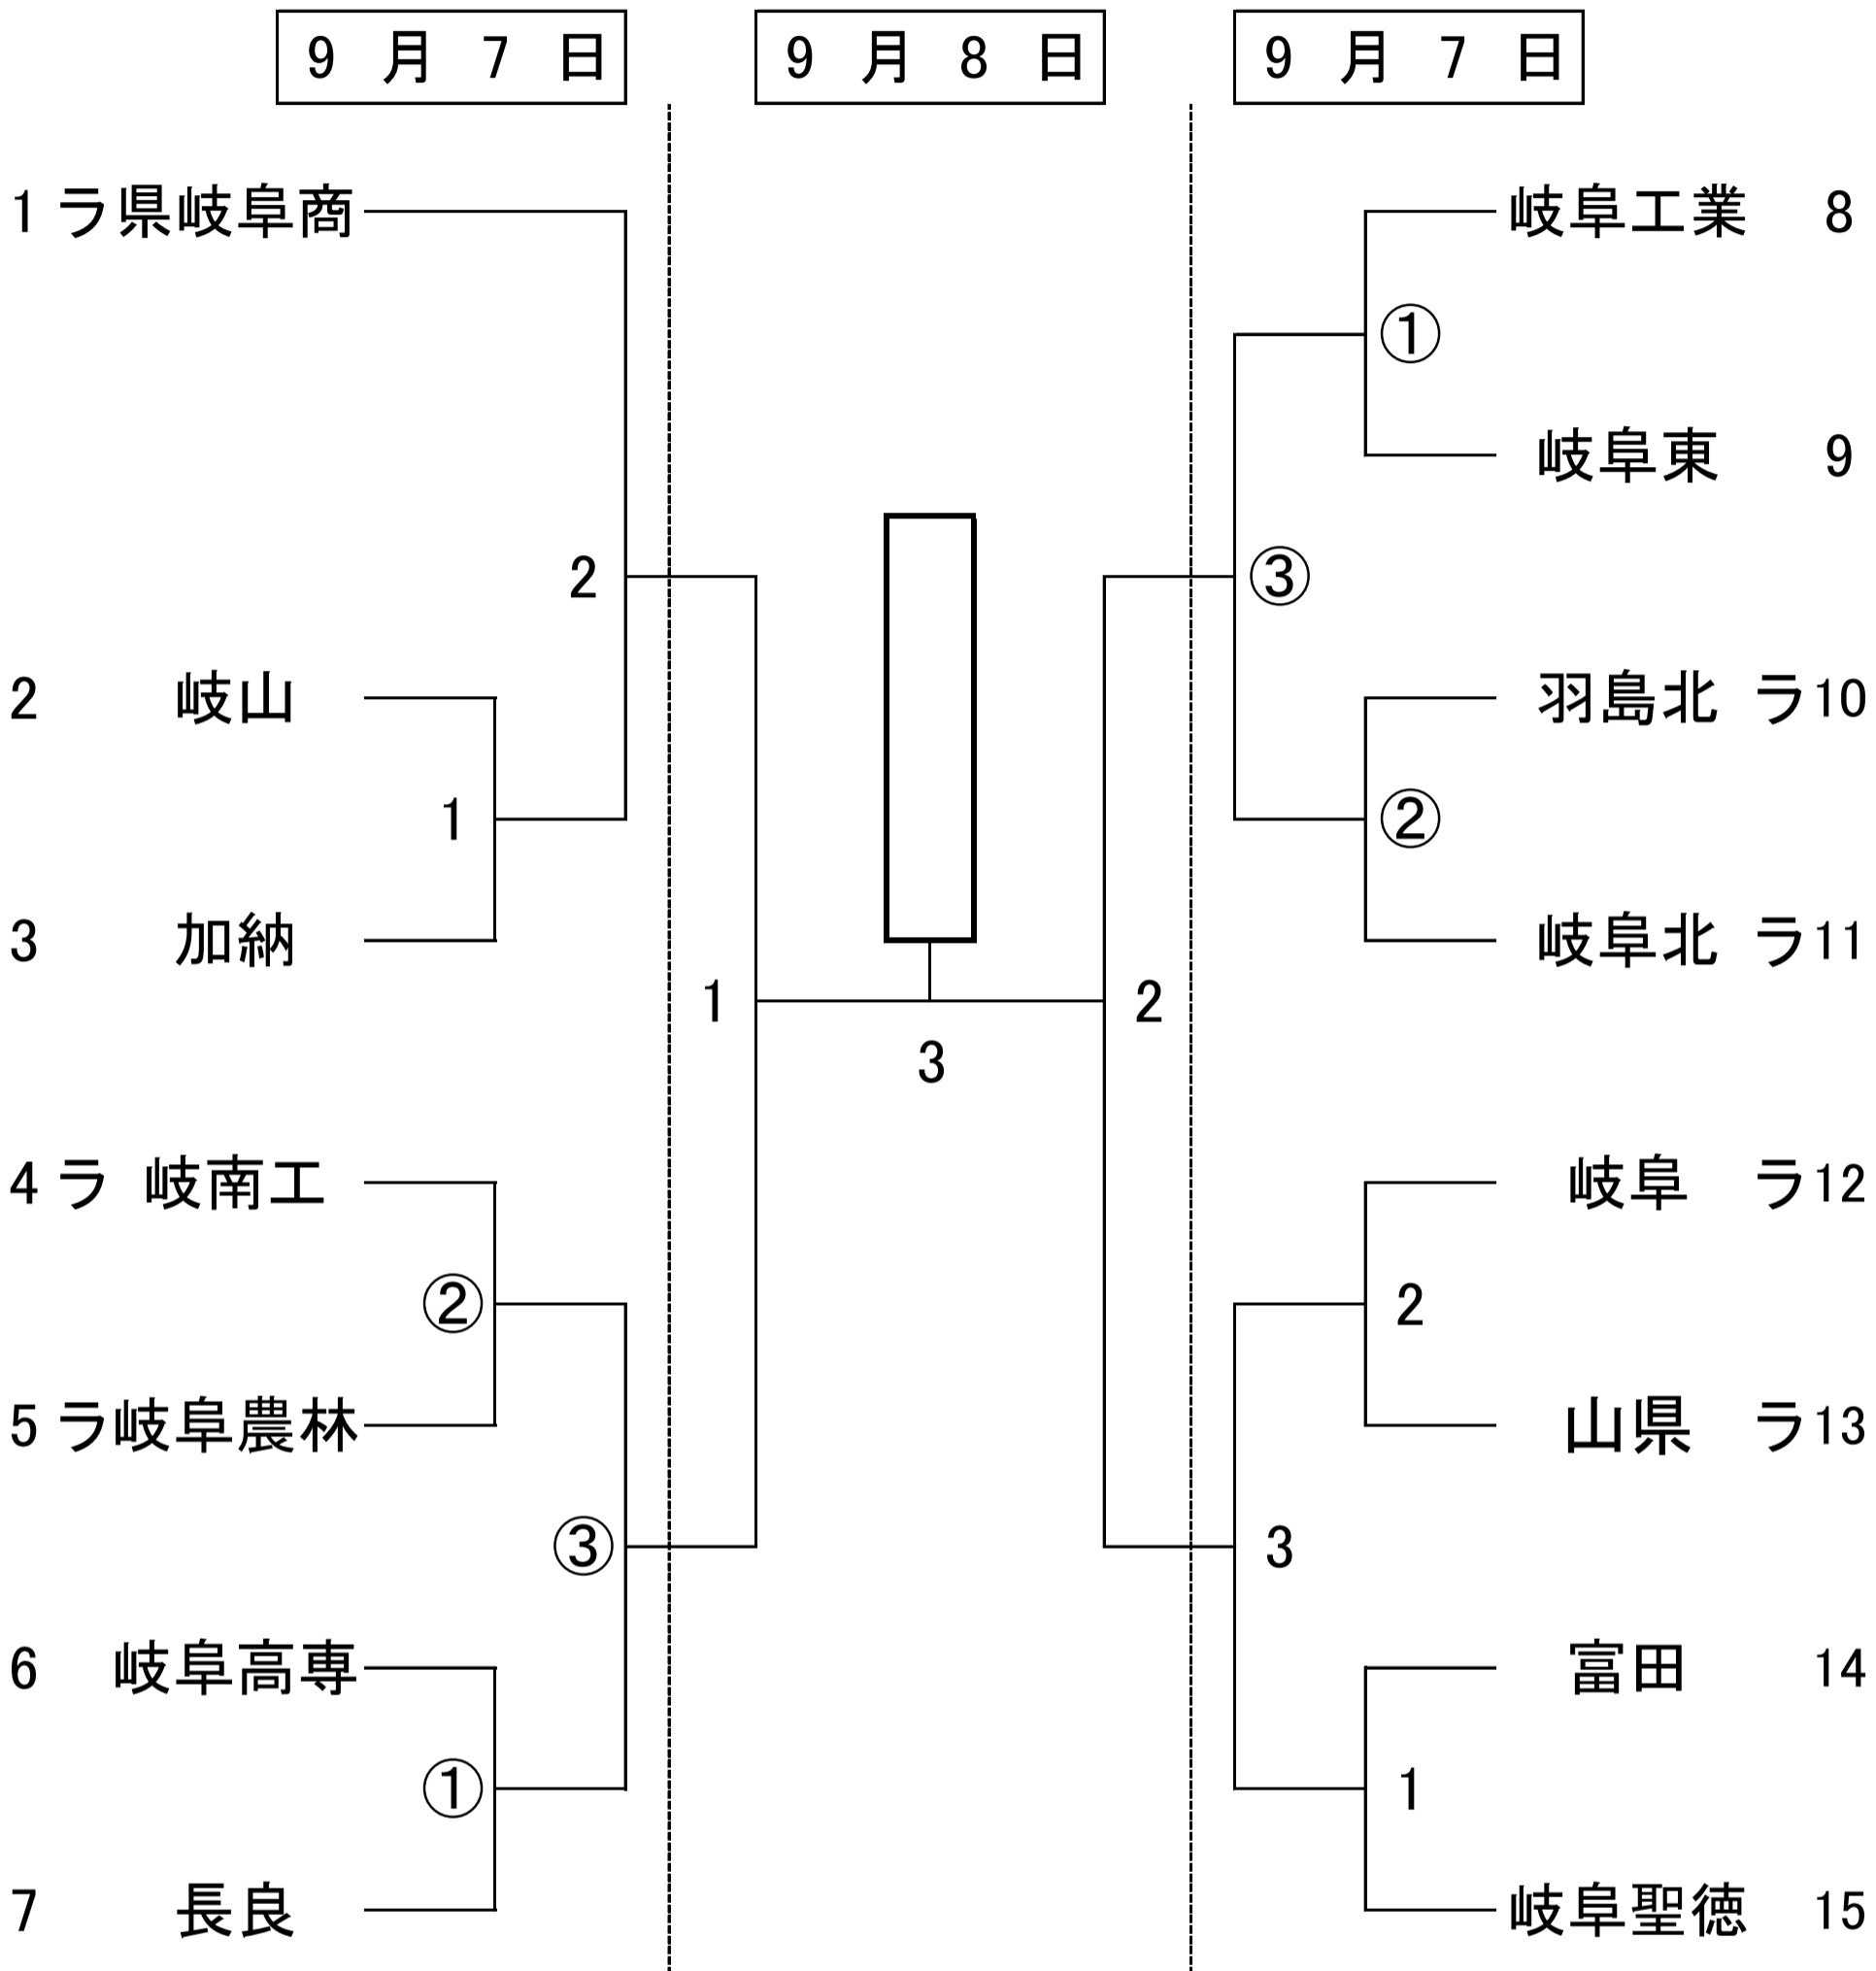 9月7日 9月8日 9月7日
1 ラ県岐阜商 岐阜工業 8
①
岐阜東 9
2 ③
2 岐山 羽島北 ラ10
1 ②
3 加納 岐阜北 ラ11
1 2
3
4 ラ 岐南工 岐阜 ラ12
② 2
5 ラ岐阜農林 山県 ラ13
③ 3
6 岐阜高専 富田 14
① 1
7 長良 岐阜聖徳 15